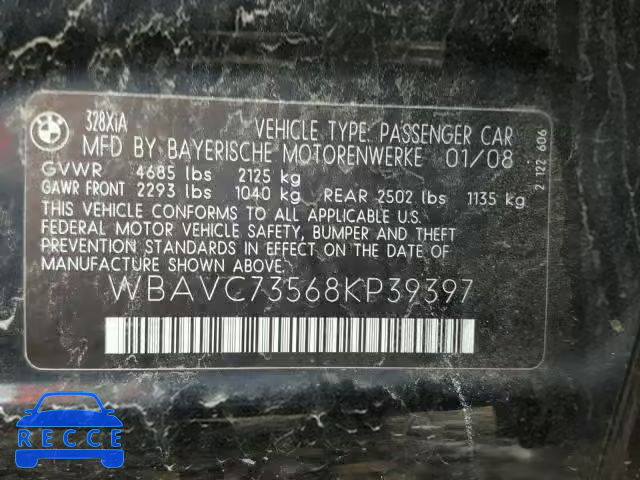 BMW
328XiA
VEHICLE TYPE: PASSENGER CAR
MFD BY BAYERISCHE MOTORENWERKE 01/08
GVWR 4685 lbs 2125 kg
GAWR FRONT 2293 lbs 1040 kg REAR 2502 lbs 1135 kg
THIS VEHICLE CONFORMS TO ALL APPLICABLE U.S.
FEDERAL MOTOR VEHICLE SAFETY, BUMPER AND THEFT
PREVENTION STANDARDS IN EFFECT ON THE DATE OF
MANUFACTURE SHOWN ABOVE.
WBAVC73568KP39397
2 122 606
RECCE